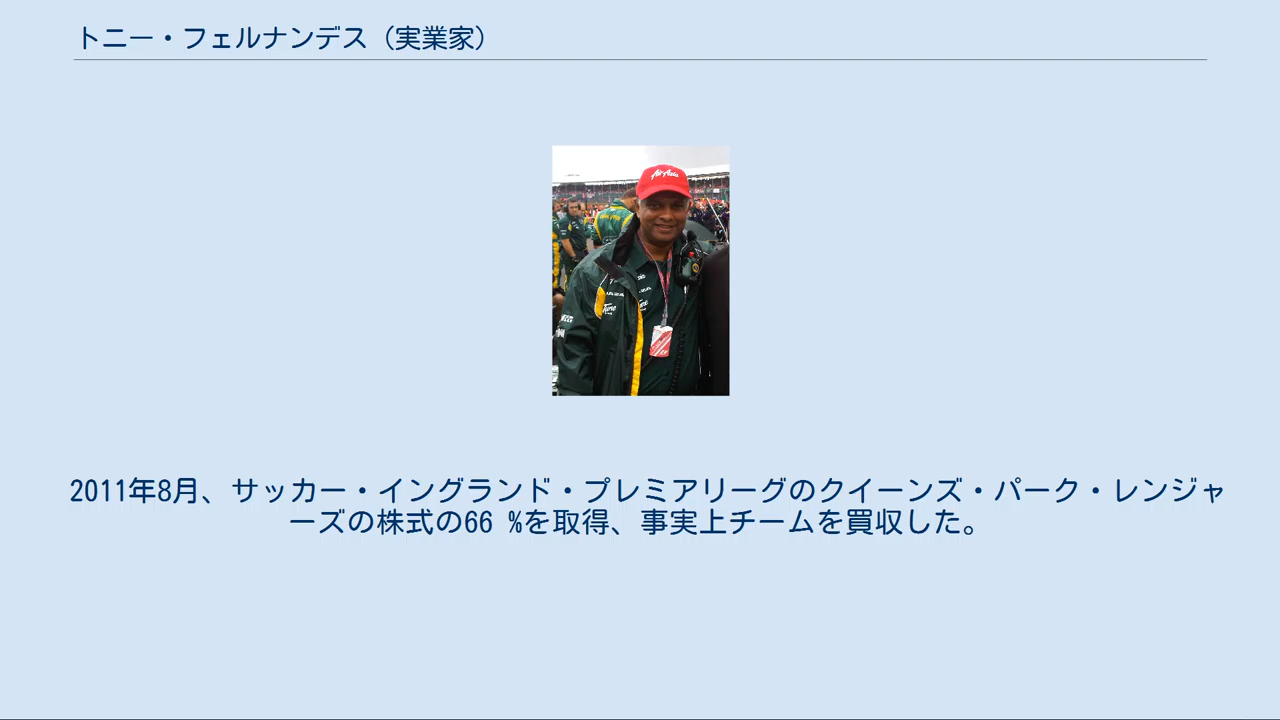 トニー・フェルナンデス（実業家）
AirAsia
Tune
Tune
2011年8月、サッカー・イングランド・プレミアリーグのクイーンズ・パーク・レンジャ
ーズの株式の66 %を取得、事実上チームを買収した。